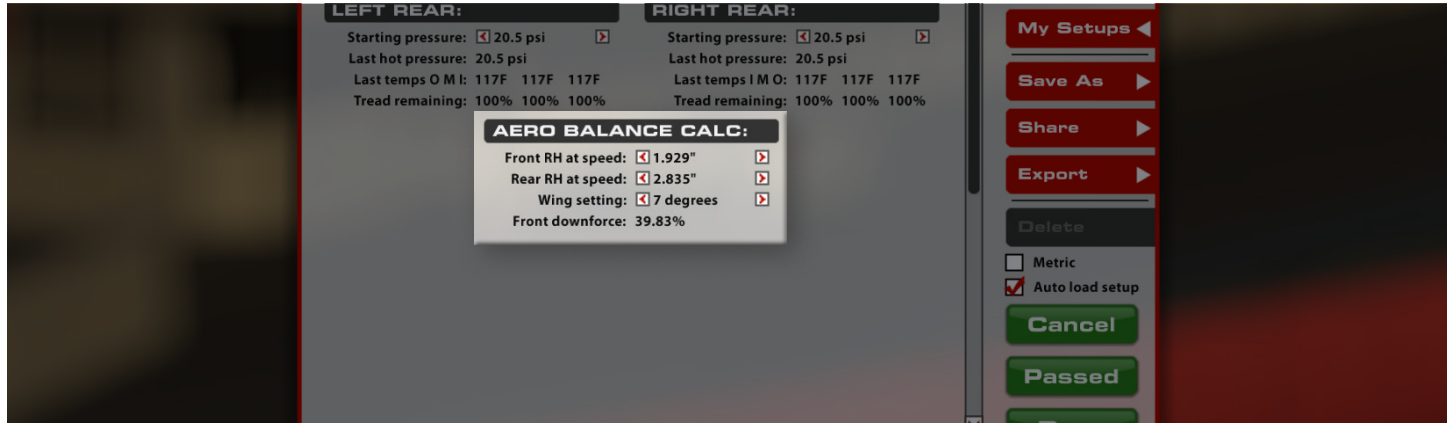 LEFT REAR:
Starting pressure: 20.5 psi
Last hot pressure: 20.5 psi
Last temps O M I: 117F 117F 117F
Tread remaining: 100% 100% 100%
RIGHT REAR:
Starting pressure: 20.5 psi
Last hot pressure: 20.5 psi
Last temps I M O: 117F 117F 117F
Tread remaining: 100% 100% 100%
AERO BALANCE CALC:
Front RH at speed: 1.929"
Rear RH at speed: 2.835"
Wing setting: 7 degrees
Front downforce: 39.83%
My Setups
Save As
Share
Export
Delete
Metric
Auto load setup
Cancel
Passed